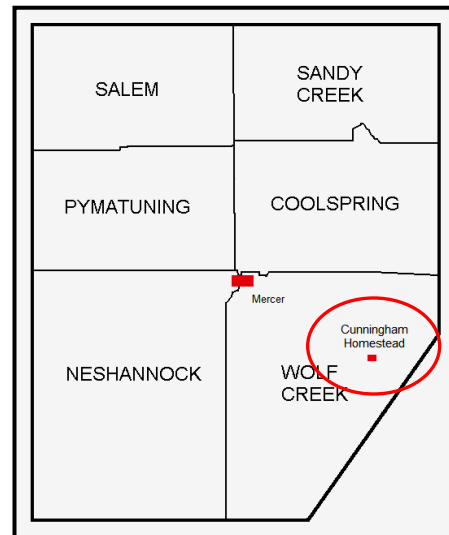 SALEM
SANDY
CREEK
PYMATUNING
COOLSPRING
Mercer
Cunningham
Homestead
NESHANNOCK
WOLF
CREEK